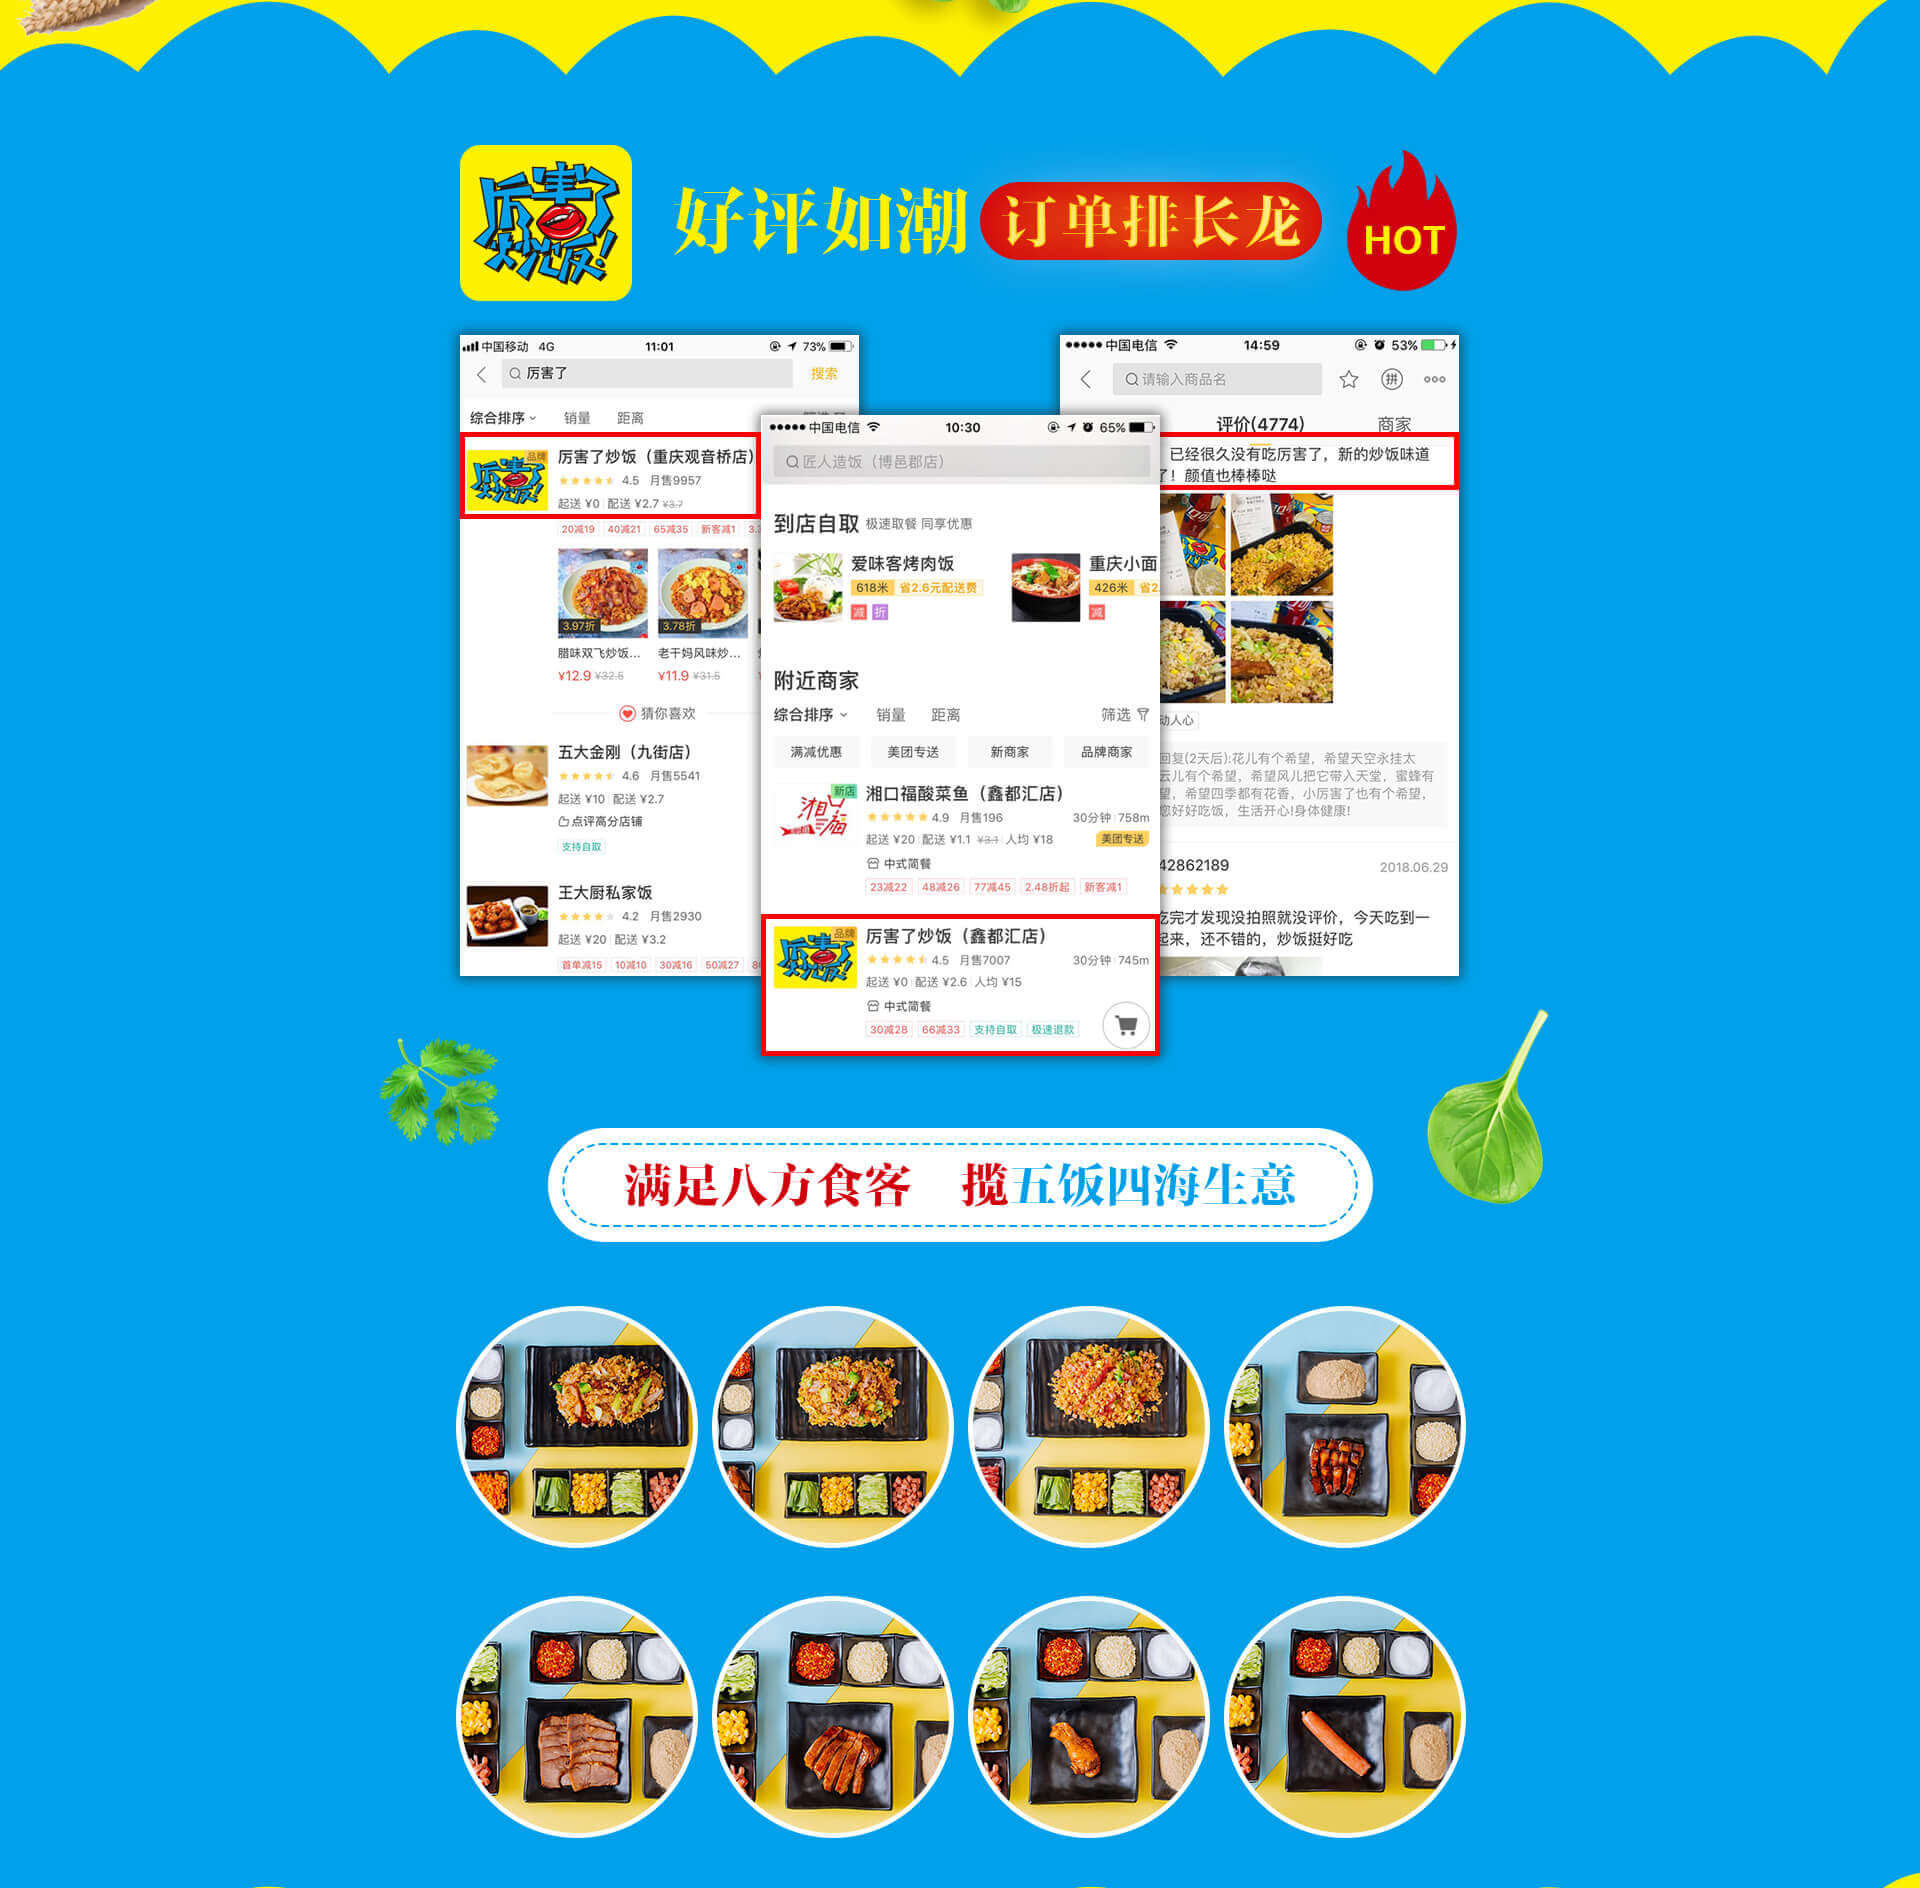 厉害了
炒饭!
好评如潮
订单排长龙
HOT
中国移动 4G 11:01 73%
厉害了
搜索
综合排序 销量 距离
品牌
厉害了炒饭!
厉害了炒饭（重庆观音桥店）
4.5 月售9957
起送 ¥0 配送 ¥2.7 ¥3.7
20减19 40减21 65减35 新客减1
3.97折
3.78折
腊味双飞炒饭... 老干妈风味炒...
¥12.9 ¥32.5 ¥11.9 ¥31.5
猜你喜欢
五大金刚（九街店）
4.6 月售5541
起送 ¥10 配送 ¥2.7
点评高分店铺
支持自取
王大厨私家饭
4.2 月售2930
起送 ¥20 配送 ¥3.2
首单减15 10减10 30减16 50减27
中国电信 10:30 65%
匠人造饭（博邑郡店）
到店自取 极速取餐 同享优惠
爱味客烤肉饭
618米 省2.6元配送费
减 折
重庆小面
426米 省2.
减
附近商家
综合排序 销量 距离 筛选
满减优惠 美团专送 新商家 品牌商家
新店
湘口福
湘口福酸菜鱼（鑫都汇店）
4.9 月售196 30分钟 758m
起送 ¥20 配送 ¥1.1 ¥3.1 人均 ¥18 美团专送
中式简餐
23减22 48减26 77减45 2.48折起 新客减1
品牌
厉害了炒饭!
厉害了炒饭（鑫都汇店）
4.5 月售7007 30分钟 745m
起送 ¥0 配送 ¥2.6 人均 ¥15
中式简餐
30减28 66减33 支持自取 极速退款
中国电信 14:59 53%
请输入商品名
拼
评价(4774) 商家
已经很久没有吃厉害了，新的炒饭味道
了！颜值也棒棒哒
动人心
回复(2天后):花儿有个希望，希望天空永挂太
云儿有个希望，希望风儿把它带入天堂，蜜蜂有
望，希望四季都有花香，小厉害了也有个希望，
您好好吃饭，生活开心!身体健康!
42862189 2018.06.29
吃完才发现没拍照就没评价，今天吃到一
起来，还不错的，炒饭挺好吃
满足八方食客 揽五饭四海生意